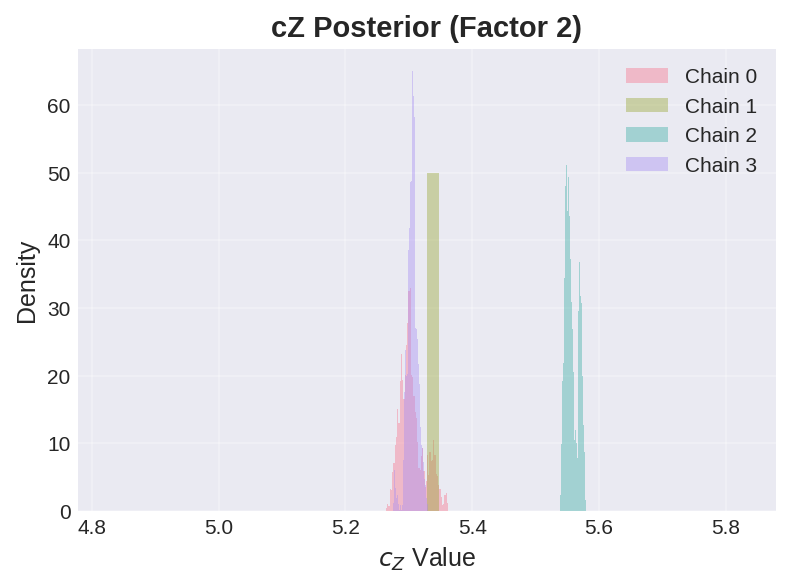 cZ Posterior (Factor 2)
Chain 0
Chain 1
Chain 2
Chain 3
Density
60
50
40
30
20
10
0
4.8 5.0 5.2 5.4 5.6 5.8
c_Z Value